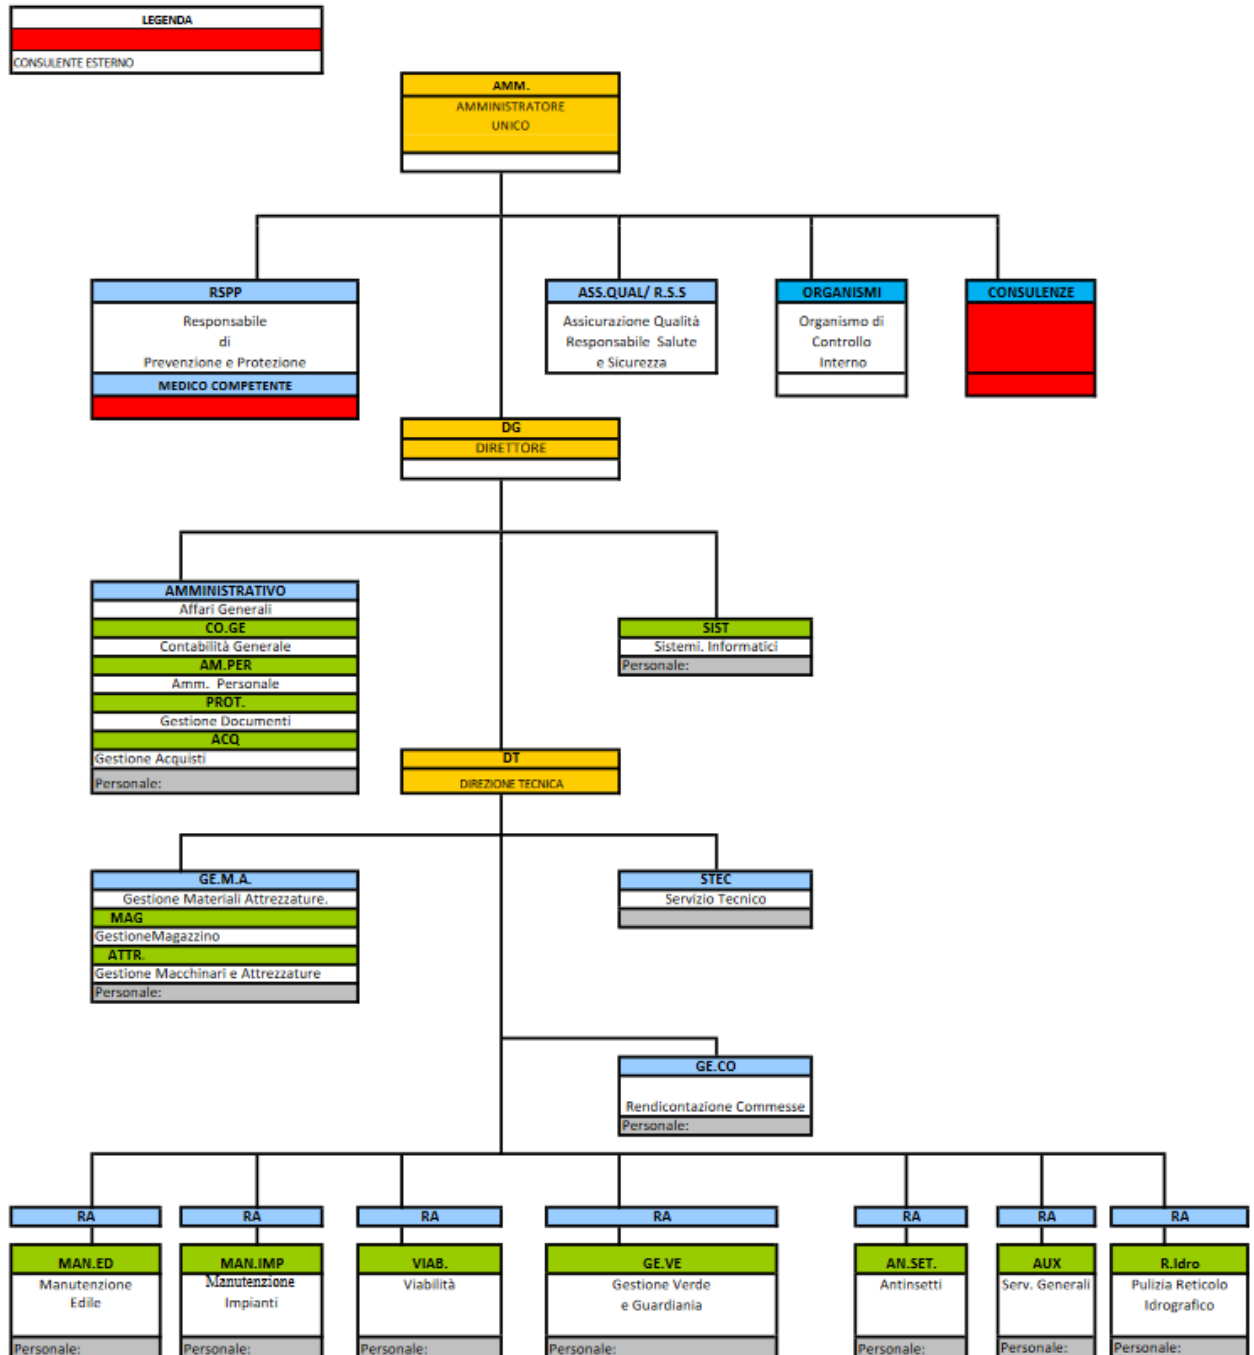 LEGENDA
CONSULENTE ESTERNO
AMM.
AMMINISTRATORE
UNICO
RSPP
Responsabile
di
Prevenzione e Protezione
MEDICO COMPETENTE
ASS.QUAL/ R.S.S
Assicurazione Qualità
Responsabile Salute
e Sicurezza
ORGANISMI
Organismo di
Controllo
Interno
CONSULENZE
DG
DIRETTORE
AMMINISTRATIVO
Affari Generali
CO.GE
Contabilità Generale
AM.PER
Amm. Personale
PROT.
Gestione Documenti
ACQ
Gestione Acquisti
Personale:
SIST
Sistemi. Informatici
Personale:
DT
DIREZIONE TECNICA
GE.M.A.
Gestione Materiali Attrezzature.
MAG
GestioneMagazzino
ATTR.
Gestione Macchinari e Attrezzature
Personale:
STEC
Servizio Tecnico
GE.CO
Rendicontazione Commesse
Personale:
RA
MAN.ED
Manutenzione
Edile
Personale:
RA
MAN.IMP
Manutenzione
Impianti
Personale:
RA
VIAB.
Viabilità
Personale:
RA
GE.VE
Gestione Verde
e Guardiania
Personale:
RA
AN.SET.
Antinsetti
Personale:
RA
AUX
Serv. Generali
Personale:
RA
R.Idro
Pulizia Reticolo
Idrografico
Personale: